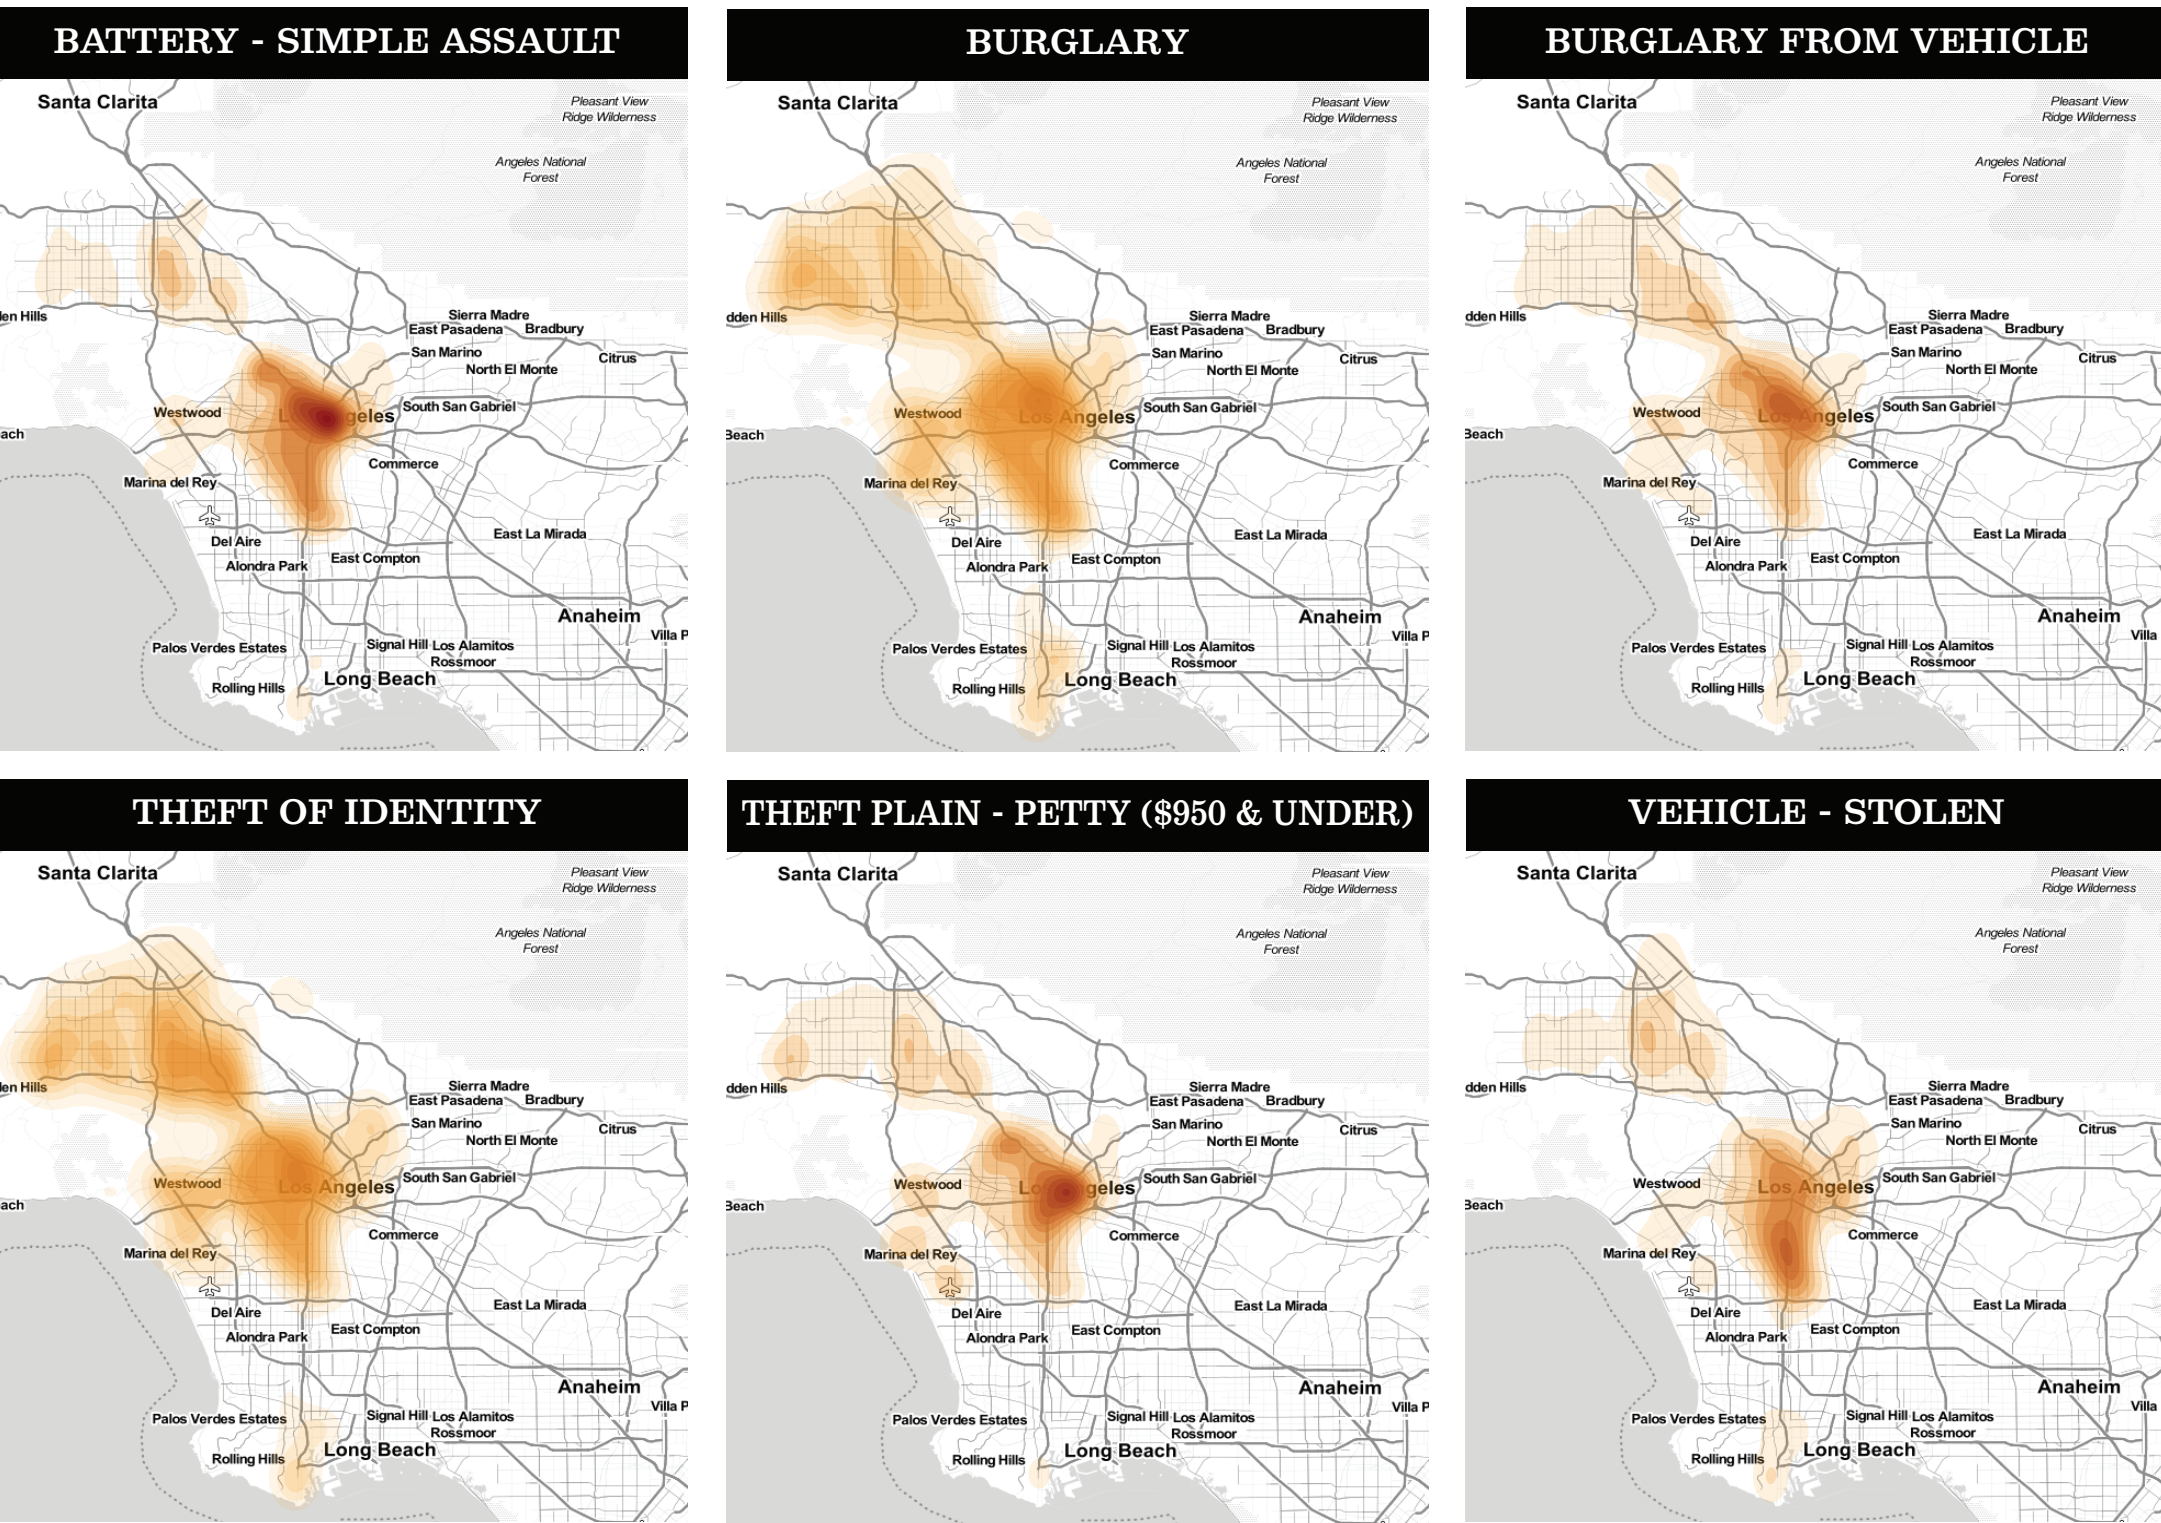 BATTERY - SIMPLE ASSAULT
Santa Clarita
Pleasant View
Ridge Wilderness
Angeles National
Forest
den Hills
Sierra Madre
East Pasadena
Bradbury
San Marino
Citrus
North El Monte
Westwood
geles
South San Gabriel
ach
Commerce
Marina del Rey
East La Mirada
Del Aire
Alondra Park
East Compton
Anaheim
Villa P
Palos Verdes Estates
Signal Hill
Los Alamitos
Rossmoor
Rolling Hills
Long Beach
BURGLARY
Santa Clarita
Pleasant View
Ridge Wilderness
Angeles National
Forest
dden Hills
Sierra Madre
East Pasadena
Bradbury
San Marino
Citrus
North El Monte
Westwood
Los Angeles
South San Gabriel
Beach
Commerce
Marina del Rey
East La Mirada
Del Aire
Alondra Park
East Compton
Anaheim
Villa P
Palos Verdes Estates
Signal Hill
Los Alamitos
Rossmoor
Rolling Hills
Long Beach
BURGLARY FROM VEHICLE
Santa Clarita
Pleasant View
Ridge Wilderness
Angeles National
Forest
dden Hills
Sierra Madre
East Pasadena
Bradbury
San Marino
Citrus
North El Monte
Westwood
Los Angeles
South San Gabriel
Beach
Commerce
Marina del Rey
East La Mirada
Del Aire
Alondra Park
East Compton
Anaheim
Villa
Palos Verdes Estates
Signal Hill
Los Alamitos
Rossmoor
Rolling Hills
Long Beach
THEFT OF IDENTITY
Santa Clarita
Pleasant View
Ridge Wilderness
Angeles National
Forest
den Hills
Sierra Madre
East Pasadena
Bradbury
San Marino
Citrus
North El Monte
Westwood
Los Angeles
South San Gabriel
ach
Commerce
Marina del Rey
East La Mirada
Del Aire
Alondra Park
East Compton
Anaheim
Villa P
Palos Verdes Estates
Signal Hill
Los Alamitos
Rossmoor
Rolling Hills
Long Beach
THEFT PLAIN - PETTY ($950 & UNDER)
Santa Clarita
Pleasant View
Ridge Wilderness
Angeles National
Forest
dden Hills
Sierra Madre
East Pasadena
Bradbury
San Marino
Citrus
North El Monte
Westwood
Lo geles
South San Gabriel
Beach
Commerce
Marina del Rey
East La Mirada
Del Aire
Alondra Park
East Compton
Anaheim
Villa P
Palos Verdes Estates
Signal Hill
Los Alamitos
Rossmoor
Rolling Hills
Long Beach
VEHICLE - STOLEN
Santa Clarita
Pleasant View
Ridge Wilderness
Angeles National
Forest
dden Hills
Sierra Madre
East Pasadena
Bradbury
San Marino
Citrus
North El Monte
Westwood
Los Angeles
South San Gabriel
Beach
Commerce
Marina del Rey
East La Mirada
Del Aire
Alondra Park
East Compton
Anaheim
Villa
Palos Verdes Estates
Signal Hill
Los Alamitos
Rossmoor
Rolling Hills
Long Beach